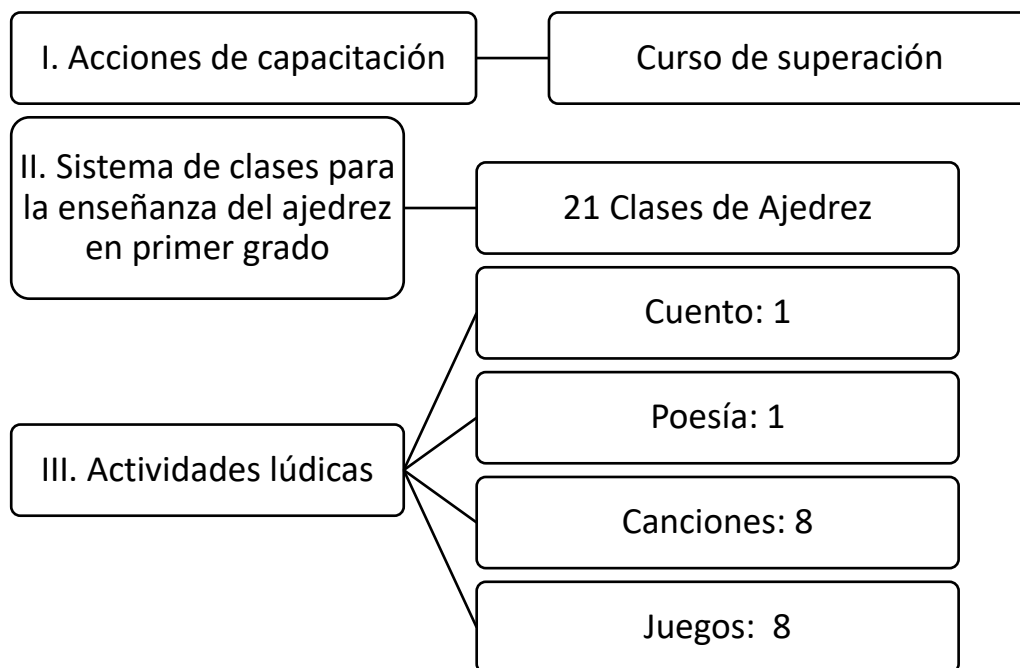 I. Acciones de capacitación
Curso de superación
II. Sistema de clases para
la enseñanza del ajedrez
en primer grado
21 Clases de Ajedrez
III. Actividades lúdicas
Cuento: 1
Poesía: 1
Canciones: 8
Juegos:  8